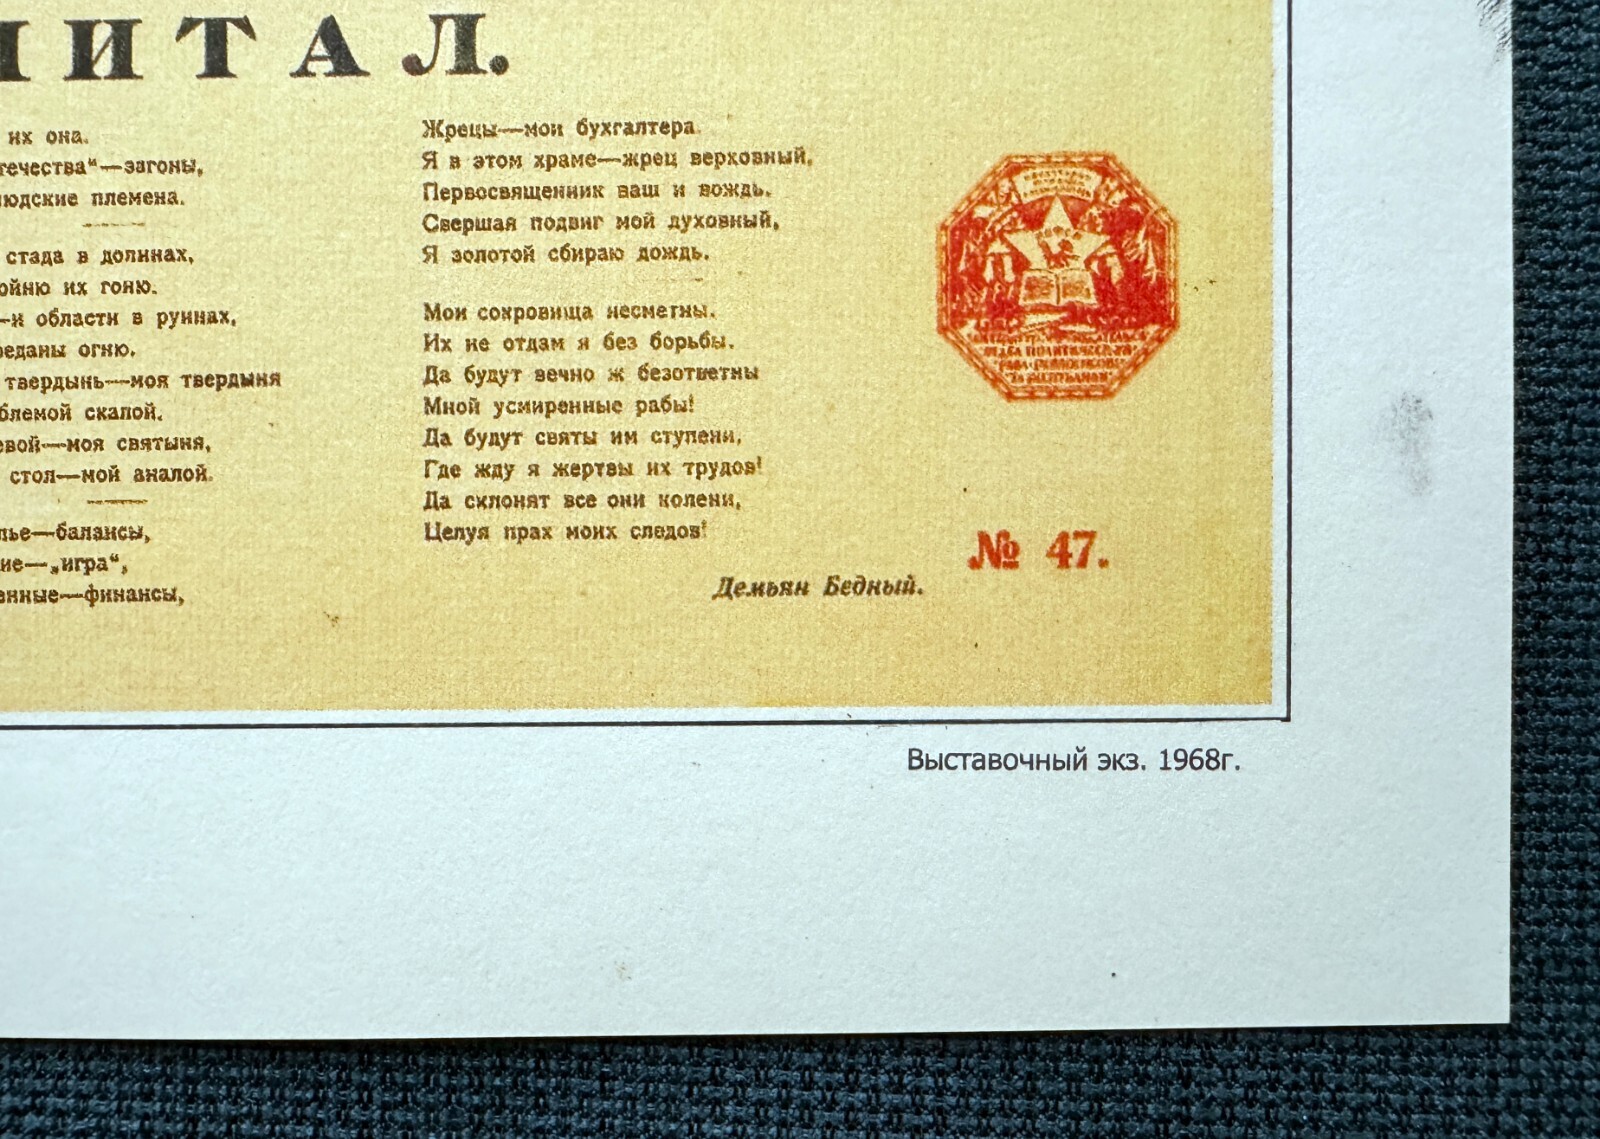 ПИТАЛ.
их она.
течества"—загоны,
юдские племена.
стада в долинах,
ойню их гоню.
—и области в руинах,
реданы огню.
твердынь—моя твердыня
блемой скалой.
евой—моя святыня,
стол—мой аналой.
лье—балансы,
ие—„игра",
енные—финансы,
Жрецы—мои бухгалтера.
Я в этом храме—жрец верховный,
Первосвященник ваш и вождь.
Свершая подвиг мой духовный,
Я золотой сбираю дождь.
Мои сокровища несметны.
Их не отдам я без борьбы.
Да будут вечно ж безответны
Мной усмиренные рабы!
Да будут святы им ступени,
Где жду я жертвы их трудов!
Да склонят все они колени,
Целуя прах моих следов!
Демьян Бедный.
№ 47.
Выставочный экз. 1968г.